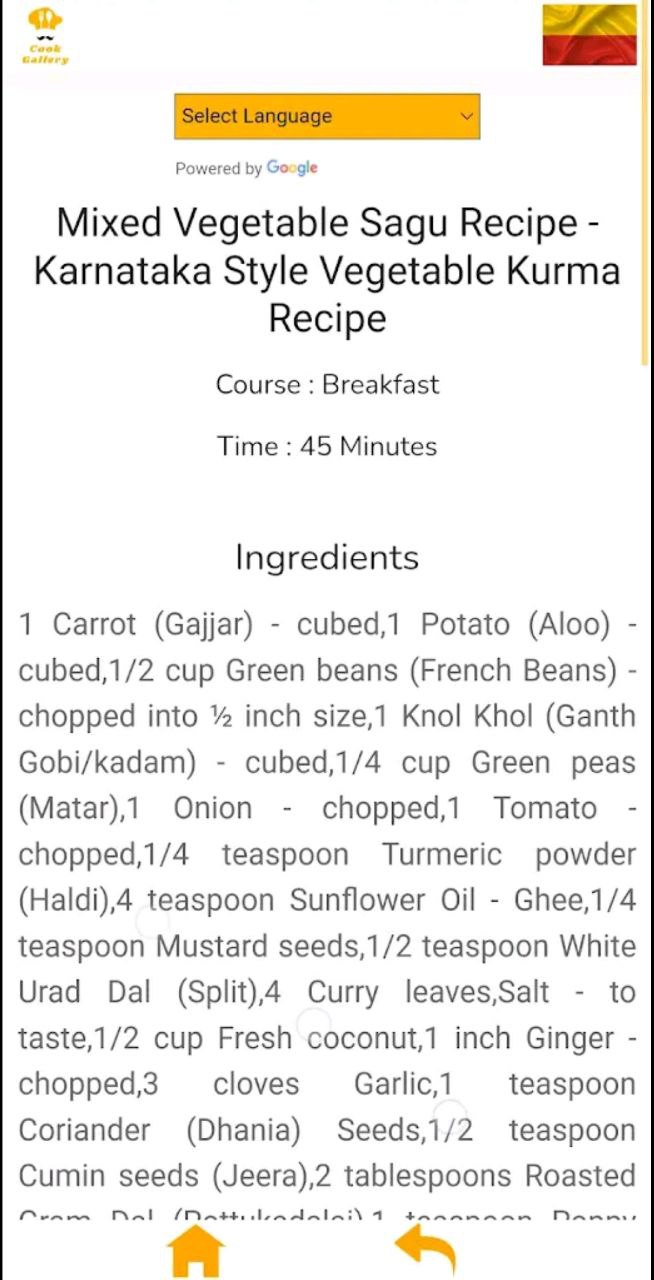 Cook
Gallery
Select Language
Powered by Google
Mixed Vegetable Sagu Recipe -
Karnataka Style Vegetable Kurma
Recipe
Course : Breakfast
Time : 45 Minutes
Ingredients
1 Carrot (Gajjar) - cubed,1 Potato (Aloo) -
cubed,1/2 cup Green beans (French Beans) -
chopped into ½ inch size,1 Knol Khol (Ganth
Gobi/kadam) - cubed,1/4 cup Green peas
(Matar),1 Onion - chopped,1 Tomato -
chopped,1/4 teaspoon Turmeric powder
(Haldi),4 teaspoon Sunflower Oil - Ghee,1/4
teaspoon Mustard seeds,1/2 teaspoon White
Urad Dal (Split),4 Curry leaves,Salt - to
taste,1/2 cup Fresh coconut,1 inch Ginger -
chopped,3 cloves Garlic,1 teaspoon
Coriander (Dhania) Seeds,1/2 teaspoon
Cumin seeds (Jeera),2 tablespoons Roasted
Gram Dal (Pottukadalai),1 teaspoon Poppy